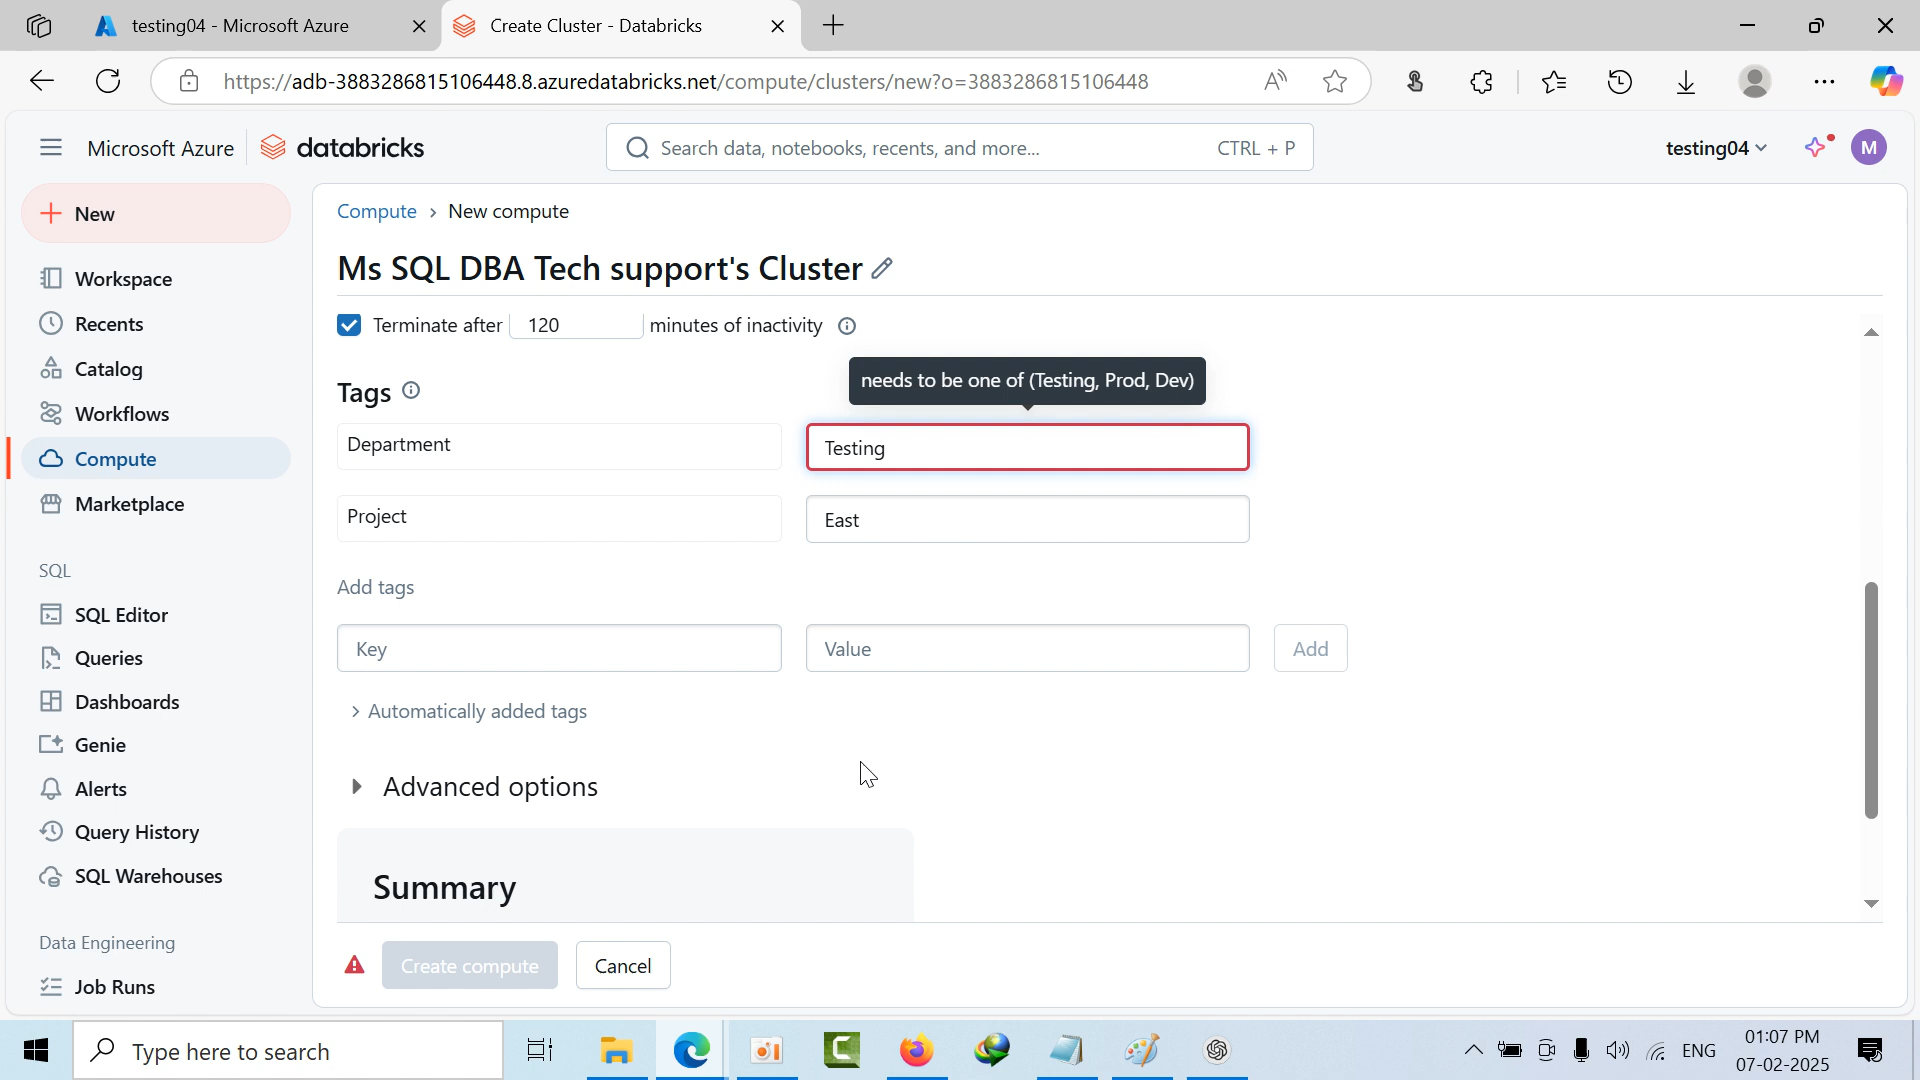 testing04 - Microsoft Azure
Create Cluster - Databricks
https://adb-3883286815106448.8.azuredatabricks.net/compute/clusters/new?o=3883286815106448
Microsoft Azure
databricks
Search data, notebooks, recents, and more...
CTRL + P
testing04
M
New
Workspace
Recents
Catalog
Workflows
Compute
Marketplace
SQL
SQL Editor
Queries
Dashboards
Genie
Alerts
Query History
SQL Warehouses
Data Engineering
Job Runs
Compute › New compute
Ms SQL DBA Tech support's Cluster
Terminate after 120 minutes of inactivity
needs to be one of (Testing, Prod, Dev)
Tags
Department Testing
Project East
Add tags
Key Value Add
Automatically added tags
Advanced options
Summary
Create compute Cancel
Type here to search
ENG
01:07 PM
07-02-2025